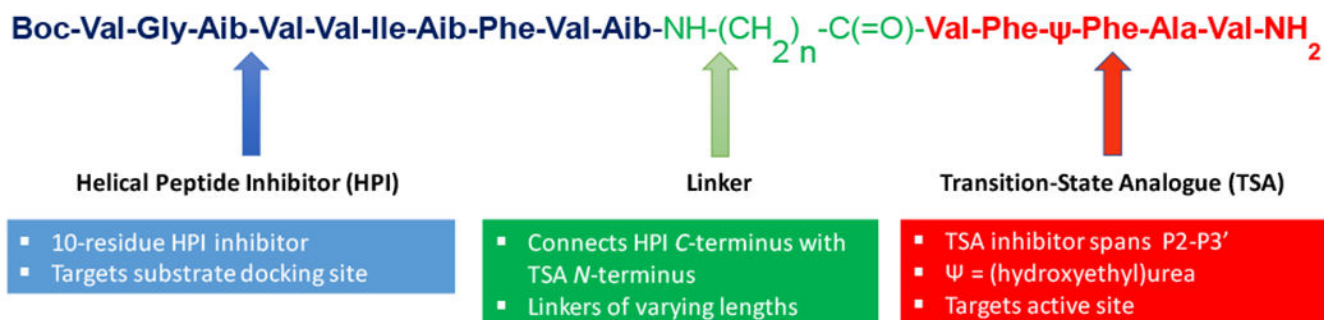 Boc-Val-Gly-Aib-Val-Val-Ile-Aib-Phe-Val-Aib-NH-(CH2)n-C(=O)-Val-Phe-ψ-Phe-Ala-Val-NH2
Helical Peptide Inhibitor (HPI)
▪ 10-residue HPI inhibitor
▪ Targets substrate docking site
Linker
▪ Connects HPI C-terminus with
TSA N-terminus
▪ Linkers of varying lengths
Transition-State Analogue (TSA)
▪ TSA inhibitor spans P2-P3’
▪ Ψ = (hydroxyethyl)urea
▪ Targets active site